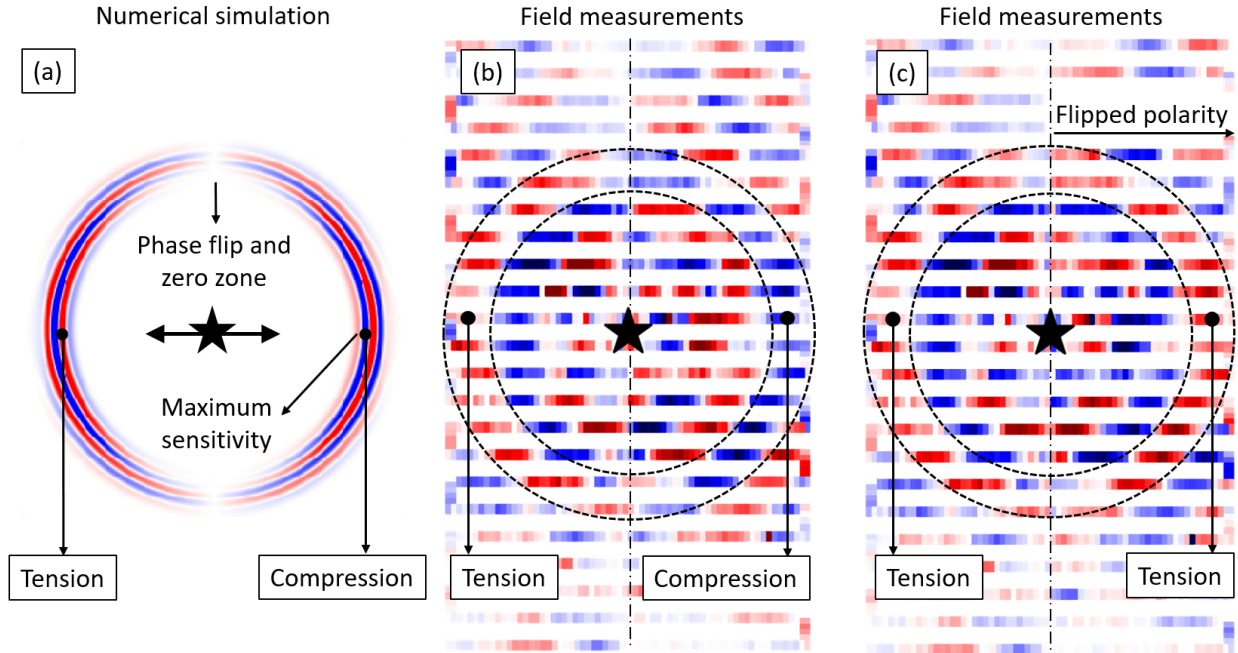 Numerical simulation
Field measurements
Field measurements
(a)
(b)
(c)
Flipped polarity
Phase flip and
zero zone
Maximum
sensitivity
Tension
Compression
Tension
Compression
Tension
Tension